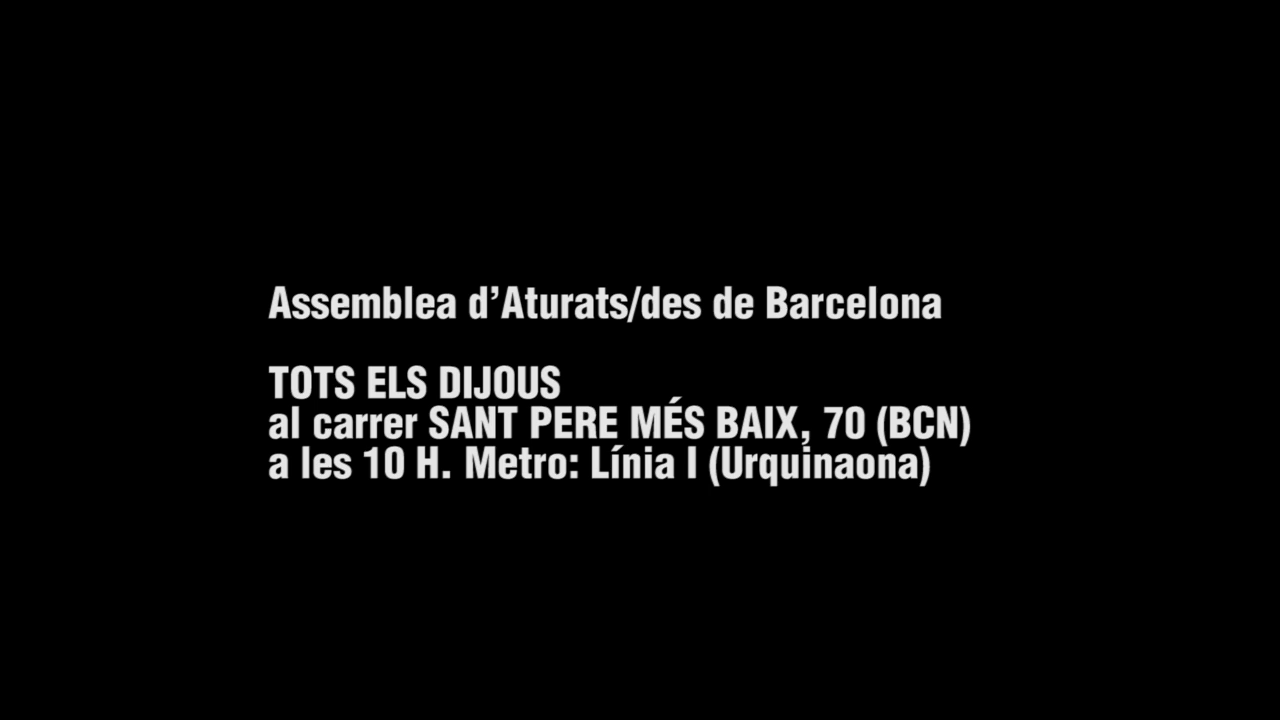 Assemblea d’Aturats/des de Barcelona
TOTS ELS DIJOUS
al carrer SANT PERE MÉS BAIX, 70 (BCN)
a les 10 H. Metro: Línia I (Urquinaona)